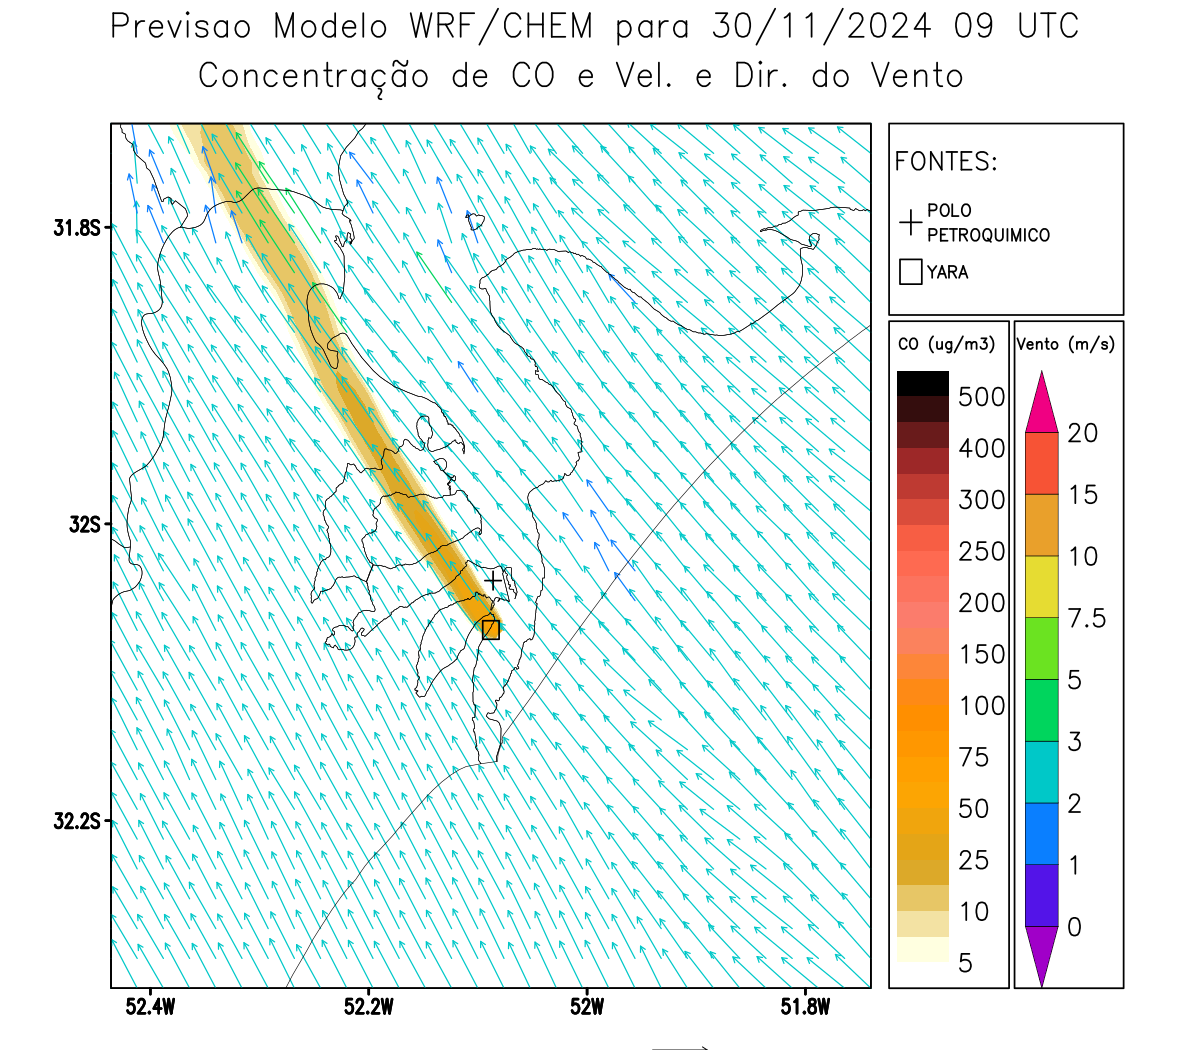 Previsao Modelo WRF/CHEM para 30/11/2024 09 UTC
Concentração de CO e Vel. e Dir. do Vento
FONTES:
POLO
PETROQUIMICO
YARA
CO (ug/m3)
500
400
300
250
200
150
100
75
50
25
10
5
Vento (m/s)
20
15
10
7.5
5
3
2
1
0
31.8S
32S
32.2S
52.4W 52.2W 52W 51.8W